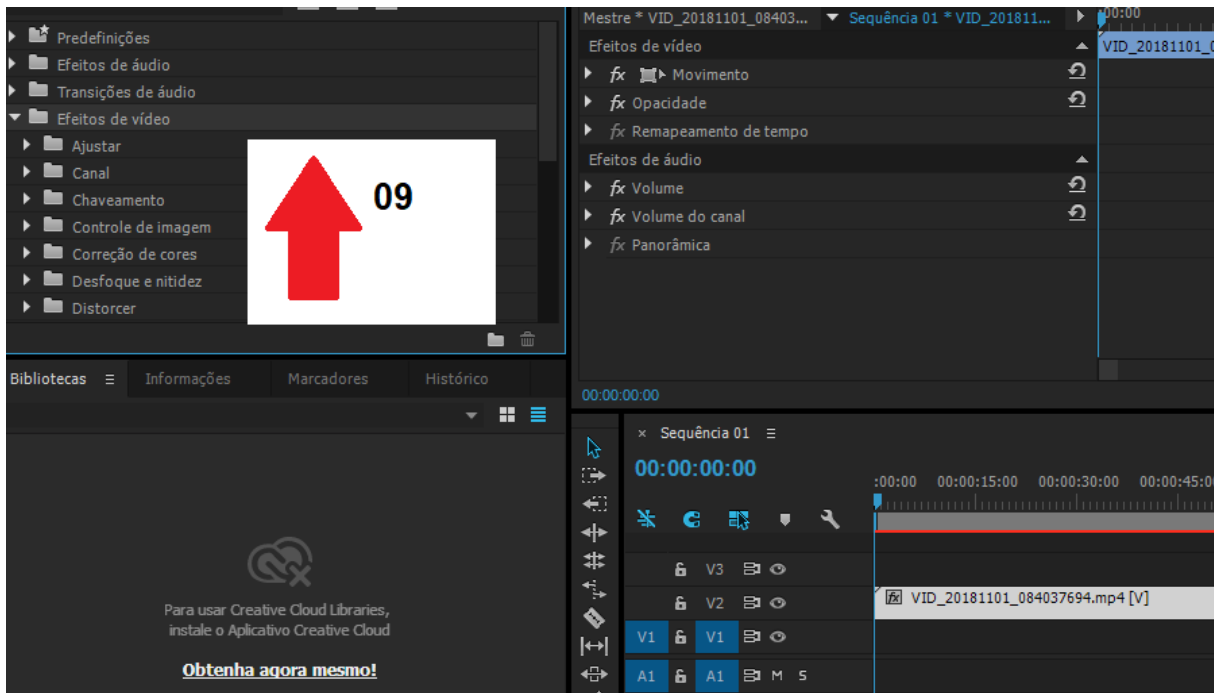 Predefinições
Efeitos de áudio
Transições de áudio
Efeitos de vídeo
Ajustar
Canal
Chaveamento
Controle de imagem
Correção de cores
Desfoque e nitidez
Distorcer
09
Mestre * VID_20181101_08403... Sequência 01 * VID_201811...
Efeitos de vídeo
fx Movimento
fx Opacidade
fx Remapeamento de tempo
Efeitos de áudio
fx Volume
fx Volume do canal
fx Panorâmica
00:00:00:00
:00:00
VID_20181101_0
Bibliotecas Informações Marcadores Histórico
Para usar Creative Cloud Libraries,
instale o Aplicativo Creative Cloud
Obtenha agora mesmo!
× Sequência 01
00:00:00:00
:00:00 00:00:15:00 00:00:30:00 00:00:45:0
V3
V2
fx VID_20181101_084037694.mp4 [V]
V1 V1
A1 A1 M S